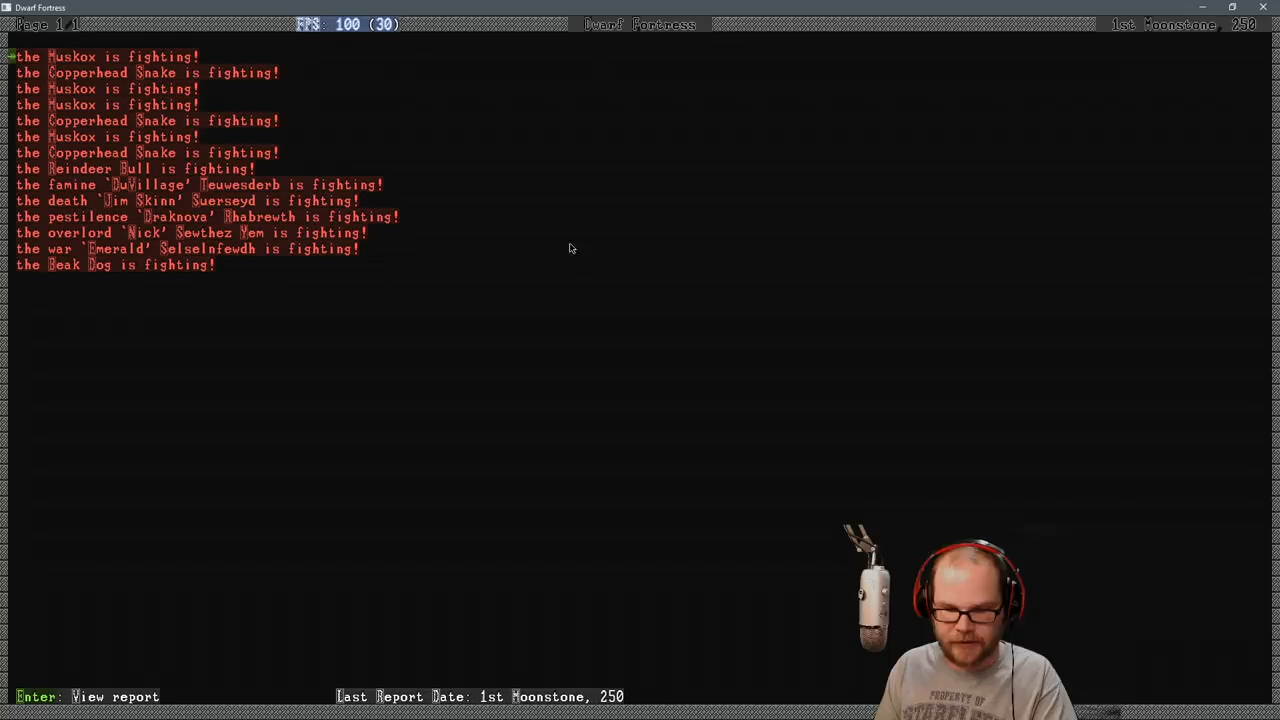 Dwarf Fortress
Page 1/1 FPS: 100 (30) Dwarf Fortress 1st Moonstone, 250
the Muskox is fighting!
the Copperhead Snake is fighting!
the Muskox is fighting!
the Muskox is fighting!
the Copperhead Snake is fighting!
the Muskox is fighting!
the Copperhead Snake is fighting!
the Reindeer Bull is fighting!
the famine `DuVillage' Teuwesderb is fighting!
the death `Jim Skinn' Suerseyd is fighting!
the pestilence `Draknova' Rhabrewth is fighting!
the overlord `Nick' Sewthez Yem is fighting!
the war `Emerald' Selselnfewdh is fighting!
the Beak Dog is fighting!
Enter: View report Last Report Date: 1st Moonstone, 250
PROPERTY OF